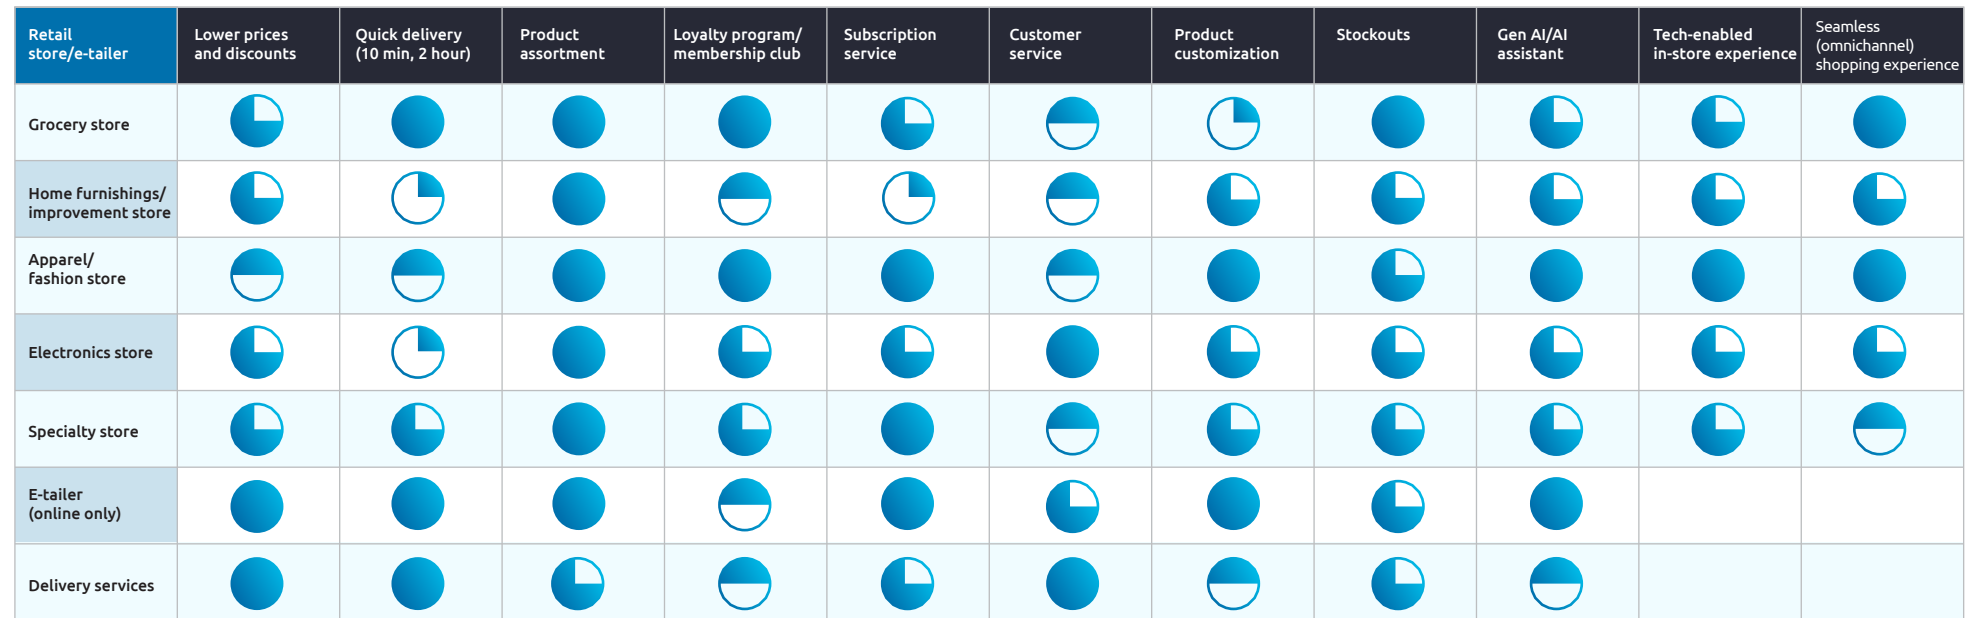 Retail
store/e-tailer
Lower prices
and discounts
Quick delivery
(10 min, 2 hour)
Product
assortment
Loyalty program/
membership club
Subscription
service
Customer
service
Product
customization
Stockouts
Gen AI/AI
assistant
Tech-enabled
in-store experience
Seamless
(omnichannel)
shopping experience
Grocery store
Home furnishings/
improvement store
Apparel/
fashion store
Electronics store
Specialty store
E-tailer
(online only)
Delivery services